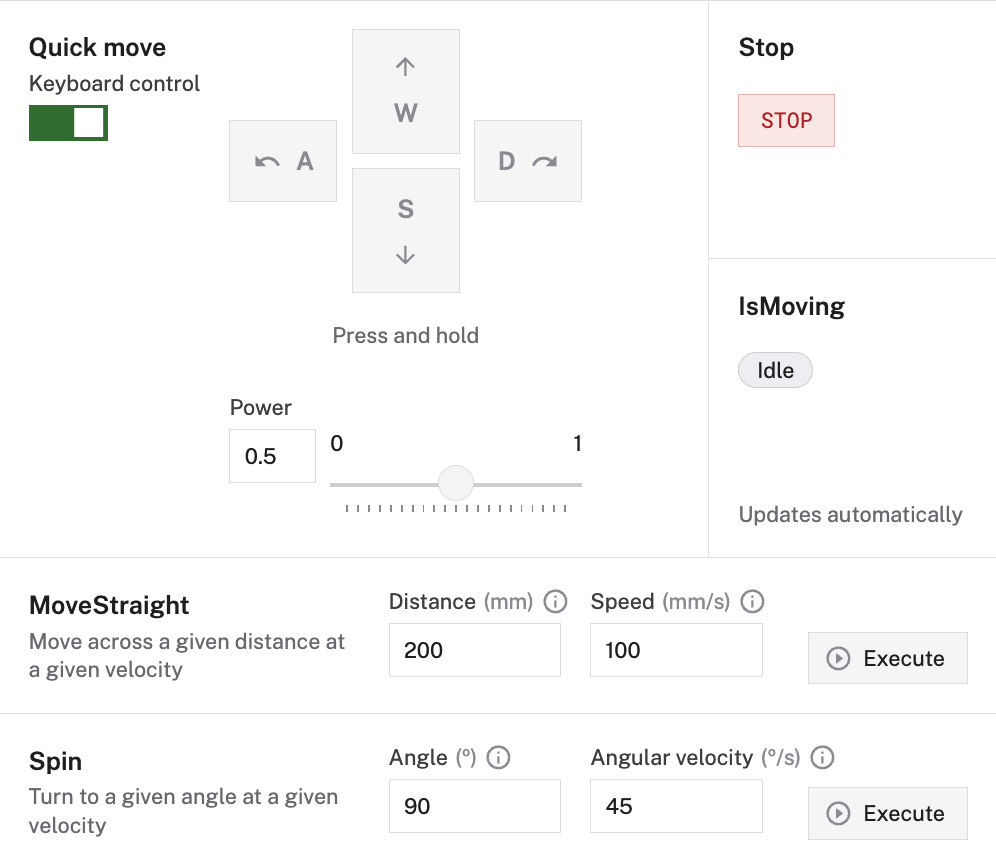 Quick move
Keyboard control
W
A
D
S
Press and hold
Power
0.5
0
1
Stop
STOP
IsMoving
Idle
Updates automatically
MoveStraight
Move across a given distance at
a given velocity
Distance (mm)
200
Speed (mm/s)
100
Execute
Spin
Turn to a given angle at a given
velocity
Angle (º)
90
Angular velocity (º/s)
45
Execute